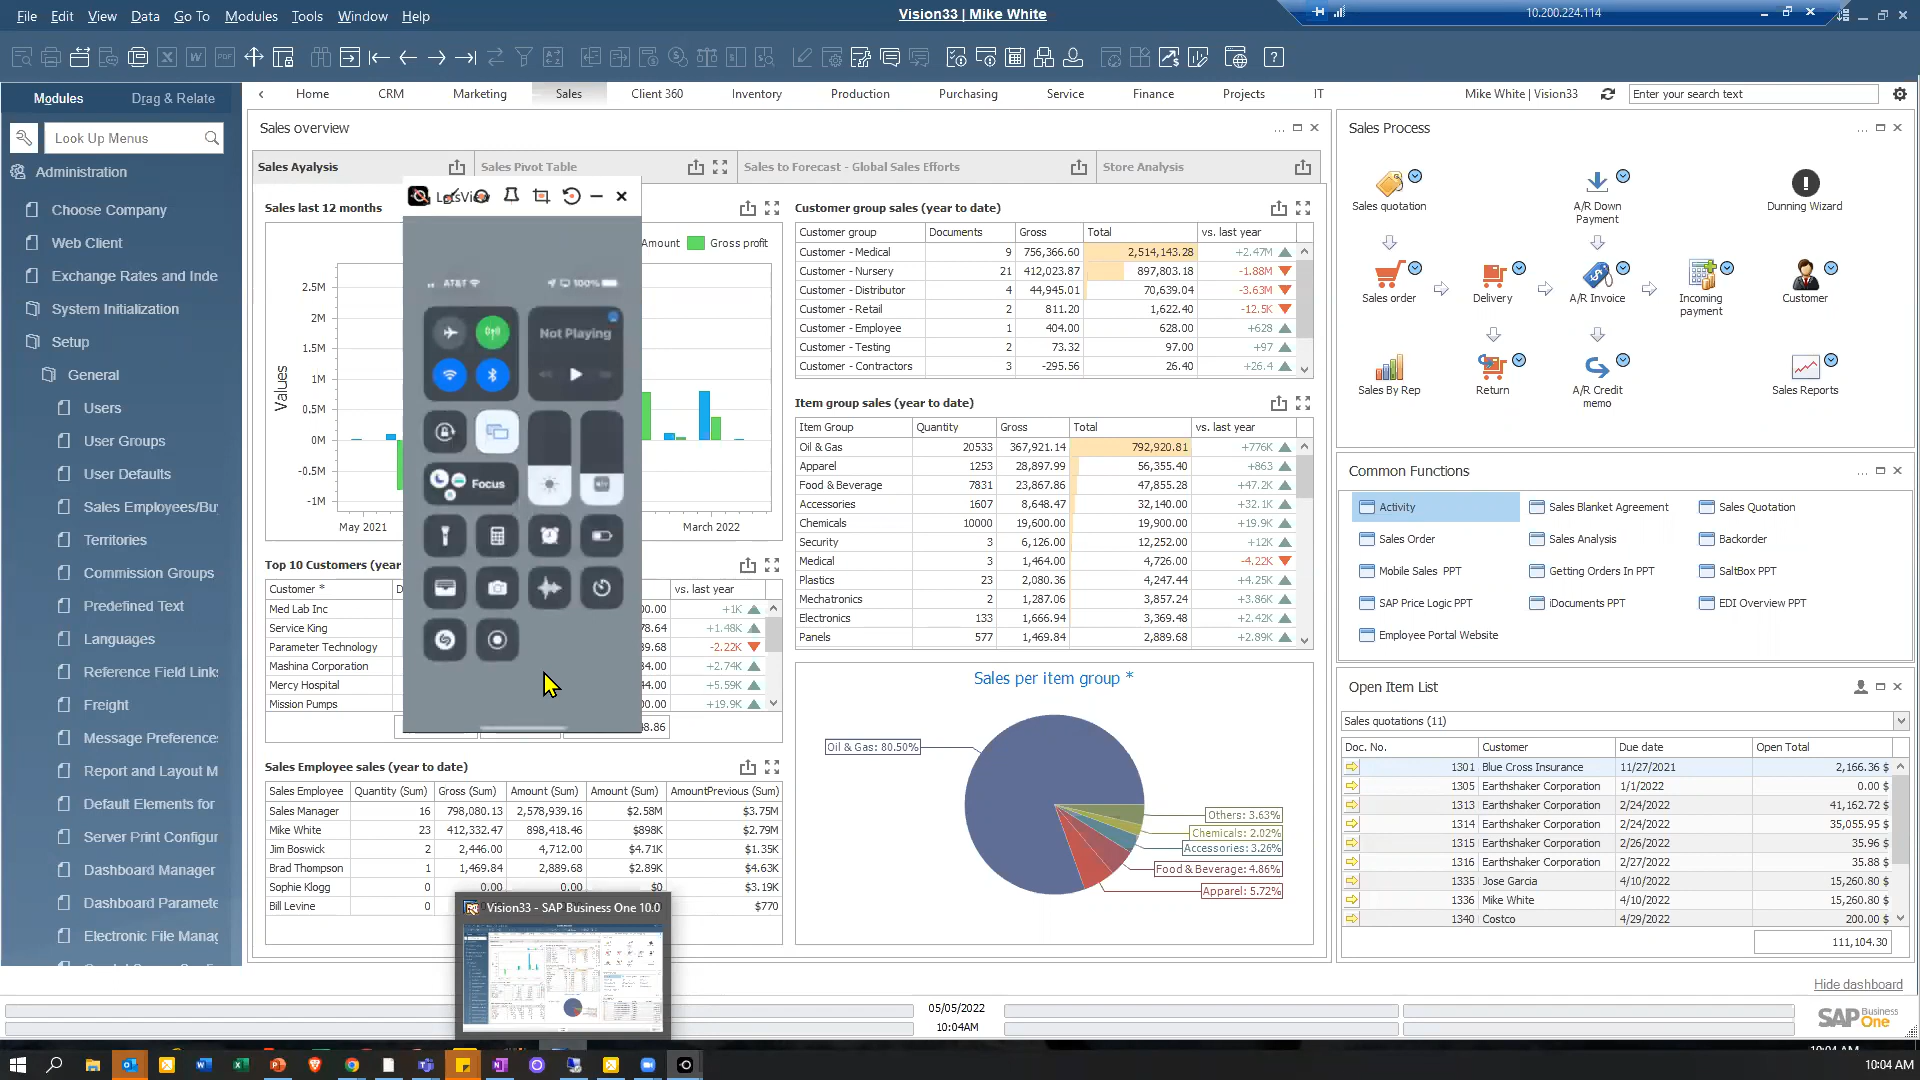 File Edit View Data Go To Modules Tools Window Help
Vision33 | Mike White
10.200.224.114
Modules
Drag & Relate
Look Up Menus
Administration
Choose Company
Web Client
Exchange Rates and Inde
System Initialization
Setup
General
Users
User Groups
User Defaults
Sales Employees/Buy
Territories
Commission Groups
Predefined Text
Languages
Reference Field Links
Freight
Message Preference
Report and Layout M
Default Elements for
Server Print Configur
Dashboard Manager
Dashboard Paramete
Electronic File Manag
Home CRM Marketing Sales Client 360 Inventory Production Purchasing Service Finance Projects IT
Mike White | Vision33
Enter your search text
Sales overview
Sales Ayalysis
Sales Pivot Table
Sales to Forecast - Global Sales Efforts
Store Analysis
Sales last 12 months
Amount Gross profit
Values
2.5M
2M
1.5M
1M
0.5M
0M
-0.5M
-1M
May 2021
March 2022
LetsView
AT&T 100%
Not Playing
Focus
Top 10 Customers (year
Customer * D vs. last year
Med Lab Inc 00.00 +1K
Service King 78.64 +1.48K
Parameter Technology 39.68 -2.22K
Mashina Corporation 34.00 +2.74K
Mercy Hospital 44.00 +5.59K
Mission Pumps 00.00 +19.9K
48.86
Sales Employee sales (year to date)
Sales Employee Quantity (Sum) Gross (Sum) Amount (Sum) Amount (Sum) AmountPrevious (Sum)
Sales Manager 16 798,080.13 2,578,939.16 $2.58M $3.75M
Mike White 23 412,332.47 898,418.46 $898K $2.79M
Jim Boswick 2 2,446.00 4,712.00 $4.71K $1.35K
Brad Thompson 1 1,469.84 2,889.68 $2.89K $4.63K
Sophie Klogg 0 0.00 0.00 $0 $3.19K
Bill Levine 0 $770
Vision33 - SAP Business One 10.0
Customer group sales (year to date)
Customer group Documents Gross Total vs. last year
Customer - Medical 9 756,366.60 2,514,143.28 +2.47M
Customer - Nursery 21 412,023.87 897,803.18 -1.88M
Customer - Distributor 4 44,945.01 70,639.04 -3.63M
Customer - Retail 2 811.20 1,622.40 -12.5K
Customer - Employee 1 404.00 628.00 +628
Customer - Testing 2 73.32 97.00 +97
Customer - Contractors 3 -295.56 26.40 +26.4
Item group sales (year to date)
Item Group Quantity Gross Total vs. last year
Oil & Gas 20533 367,921.14 792,920.81 +776K
Apparel 1253 28,897.99 56,355.40 +863
Food & Beverage 7831 23,867.86 47,855.28 +47.2K
Accessories 1607 8,648.47 32,140.00 +32.1K
Chemicals 10000 19,600.00 19,900.00 +19.9K
Security 3 6,126.00 12,252.00 +12K
Medical 3 1,464.00 4,726.00 -4.22K
Plastics 23 2,080.36 4,247.44 +4.25K
Mechatronics 2 1,287.06 3,857.24 +3.86K
Electronics 133 1,666.94 3,369.48 +2.42K
Panels 577 1,469.84 2,889.68 +2.89K
Sales per item group *
Oil & Gas: 80.50%
Others: 3.63%
Chemicals: 2.02%
Accessories: 3.26%
Food & Beverage: 4.86%
Apparel: 5.72%
Sales Process
Sales quotation
A/R Down Payment
Dunning Wizard
Sales order
Delivery
A/R Invoice
Incoming payment
Customer
Sales By Rep
Return
A/R Credit memo
Sales Reports
Common Functions
Activity Sales Blanket Agreement Sales Quotation
Sales Order Sales Analysis Backorder
Mobile Sales PPT Getting Orders In PPT SaltBox PPT
SAP Price Logic PPT iDocuments PPT EDI Overview PPT
Employee Portal Website
Open Item List
Sales quotations (11)
Doc. No. Customer Due date Open Total
1301 Blue Cross Insurance 11/27/2021 2,166.36 $
1305 Earthshaker Corporation 1/1/2022 0.00 $
1313 Earthshaker Corporation 2/24/2022 41,162.72 $
1314 Earthshaker Corporation 2/24/2022 35,055.95 $
1315 Earthshaker Corporation 2/26/2022 35.96 $
1316 Earthshaker Corporation 2/27/2022 35.88 $
1335 Jose Garcia 4/10/2022 15,260.80 $
1336 Mike White 4/10/2022 15,260.80 $
1340 Costco 4/29/2022 200.00 $
111,104.30
Hide dashboard
05/05/2022
10:04AM
SAP Business One
10:04 AM